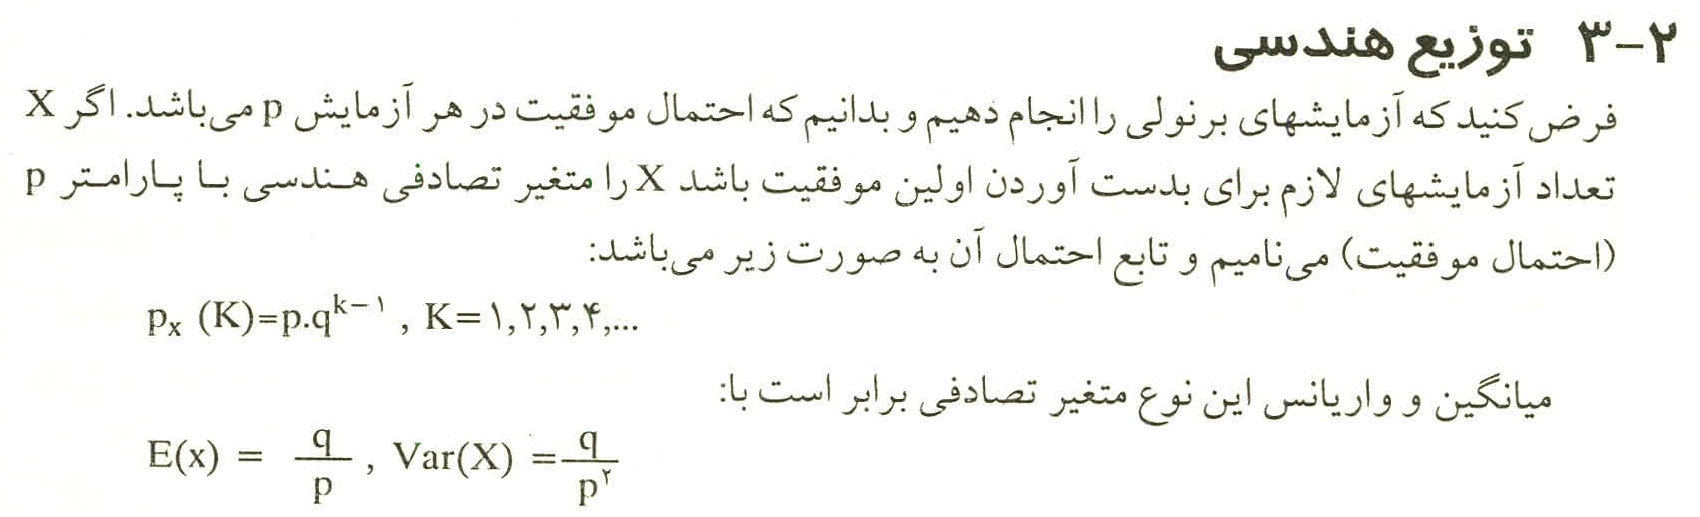 ۲-۳ توزیع هندسی
فرض کنید که آزمایشهای برنولی را انجام دهیم و بدانیم که احتمال موفقیت در هر آزمایش p می‌باشد. اگر X
تعداد آزمایشهای لازم برای بدست آوردن اولین موفقیت باشد X را متغیر تصادفی هندسی با پارامتر p
(احتمال موفقیت) می‌نامیم و تابع احتمال آن به صورت زیر می‌باشد:
pₓ (K)=p.q^{k-۱} , K=۱,۲,۳,۴,...
میانگین و واریانس این نوع متغیر تصادفی برابر است با:
E(x) = q/p , Var(X) = q/p^۲